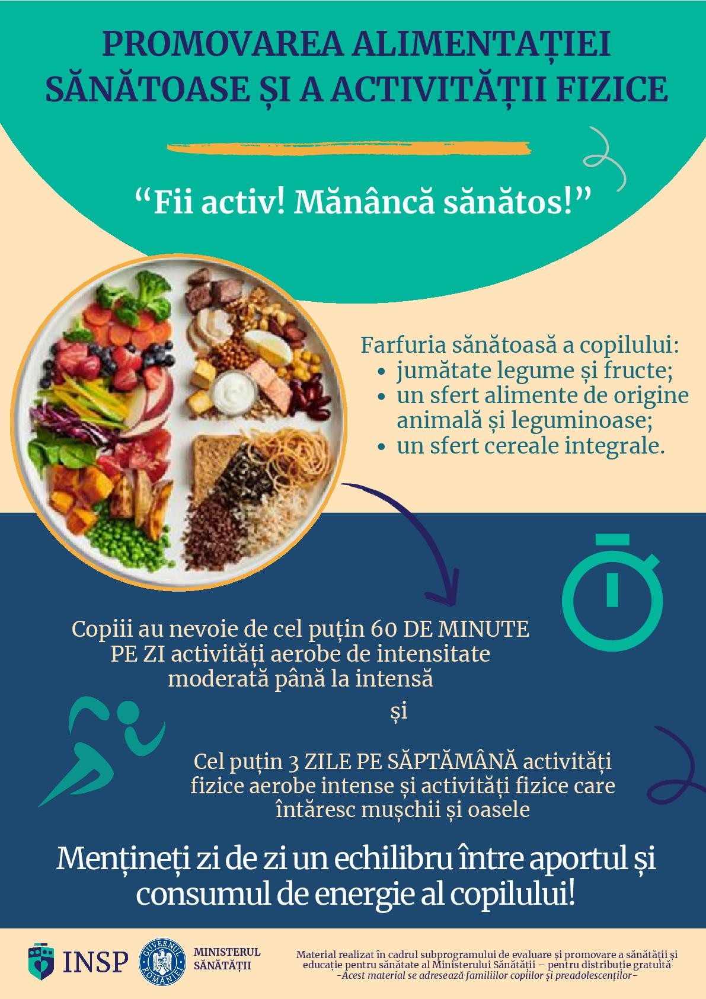 PROMOVAREA ALIMENTAȚIEI
SĂNĂTOASE ȘI A ACTIVITĂȚII FIZICE
“Fii activ! Mănâncă sănătos!”
Farfuria sănătoasă a copilului:
• jumătate legume și fructe;
• un sfert alimente de origine
animală și leguminoase;
• un sfert cereale integrale.
Copiii au nevoie de cel puțin 60 DE MINUTE
PE ZI activități aerobe de intensitate
moderată până la intensă
și
Cel puțin 3 ZILE PE SĂPTĂMÂNĂ activități
fizice aerobe intense și activități fizice care
întăresc mușchii și oasele
Mențineți zi de zi un echilibru între aportul și
consumul de energie al copilului!
INSP
GUVERNUL
ROMÂNIEI
MINISTERUL
SĂNĂTĂȚII
Material realizat în cadrul subprogramului de evaluare și promovare a sănătății și
educație pentru sănătate al Ministerului Sănătății – pentru distribuție gratuită
-Acest material se adresează familiilor copiilor și preadolescenților-